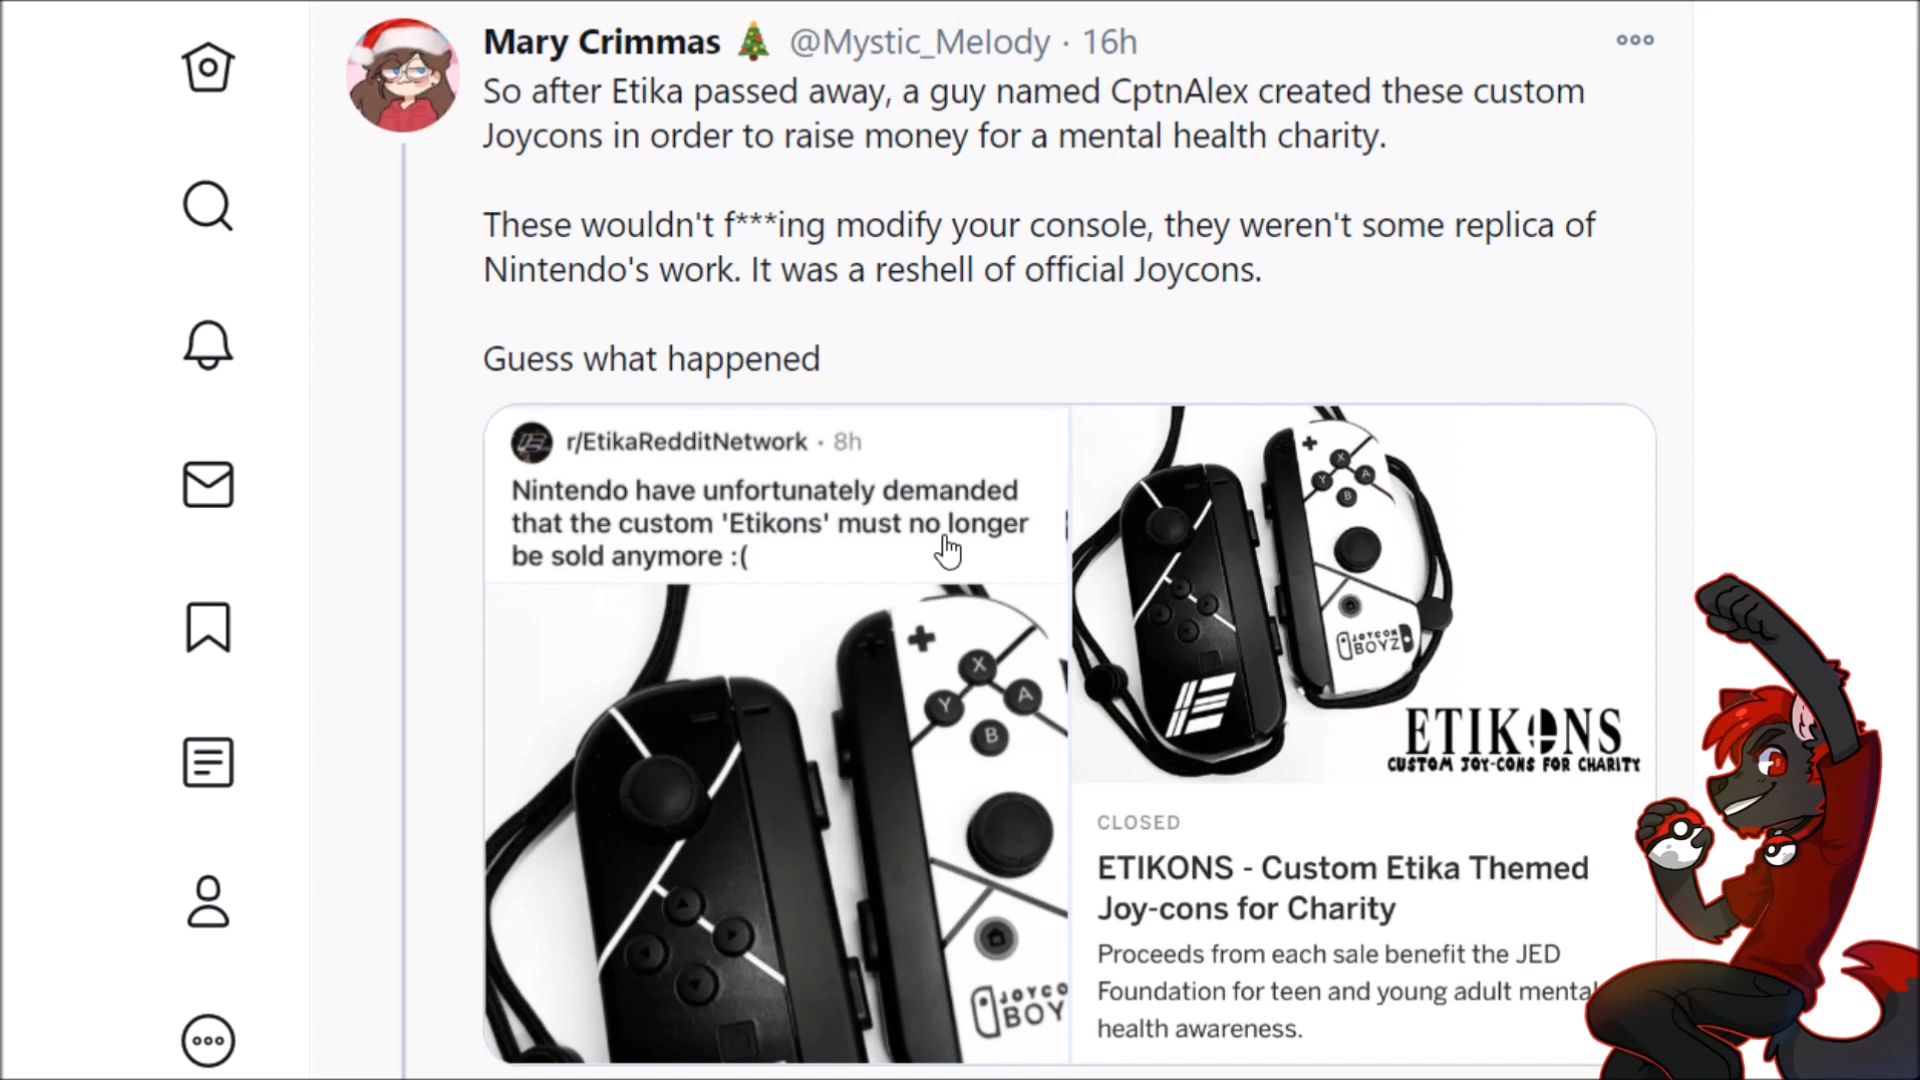 Mary Crimmas 🎄 @Mystic_Melody · 16h
So after Etika passed away, a guy named CptnAlex created these custom
Joycons in order to raise money for a mental health charity.
These wouldn't f***ing modify your console, they weren't some replica of
Nintendo's work. It was a reshell of official Joycons.
Guess what happened
r/EtikaRedditNetwork · 8h
Nintendo have unfortunately demanded
that the custom 'Etikons' must no longer
be sold anymore :(
X
Y
A
B
JOYCO
BOY
X
Y
A
B
JOYCON
BOYZ
ETIKONS
CUSTOM JOY-CONS FOR CHARITY
CLOSED
ETIKONS - Custom Etika Themed
Joy-cons for Charity
Proceeds from each sale benefit the JED
Foundation for teen and young adult mental
health awareness.